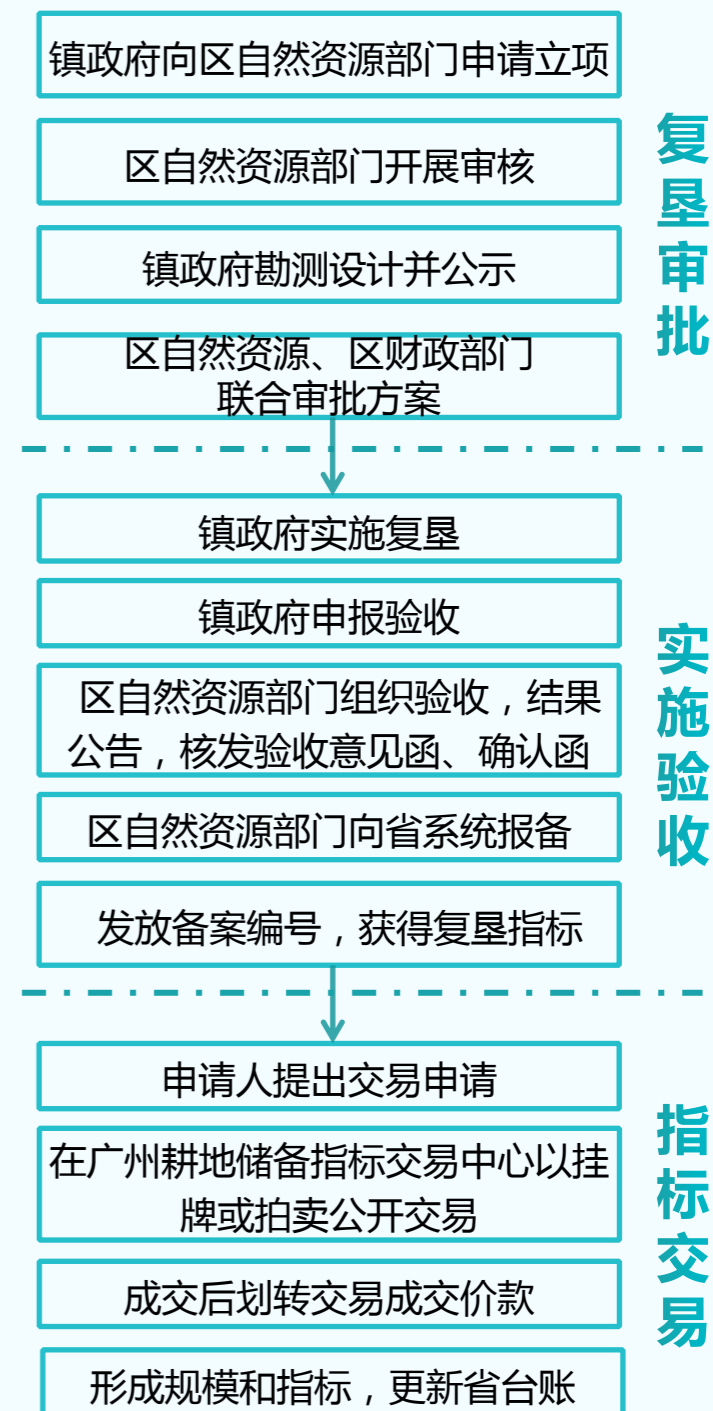 镇政府向区自然资源部门申请立项
区自然资源部门开展审核
镇政府勘测设计并公示
区自然资源、区财政部门
联合审批方案
复垦审批
镇政府实施复垦
镇政府申报验收
区自然资源部门组织验收，结果
公告，核发验收意见函、确认函
区自然资源部门向省系统报备
发放备案编号，获得复垦指标
实施验收
申请人提出交易申请
在广州耕地储备指标交易中心以挂
牌或拍卖公开交易
成交后划转交易成交价款
形成规模和指标，更新省台账
指标交易